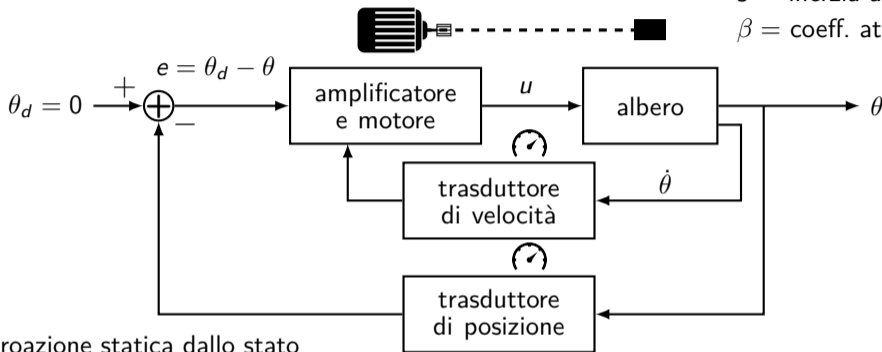 β = coeff. at
e = θ_d − θ
θ_d = 0
+
−
amplificatore
e motore
u
albero
θ
trasduttore
di velocità
θ̇
trasduttore
di posizione
roazione statica dallo stato